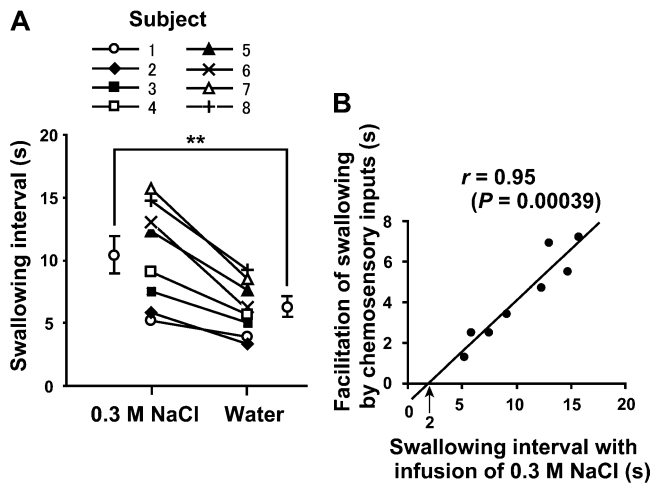 A
Subject
1
2
3
4
5
6
7
8
Swallowing interval (s)
20
15
10
5
0
**
0.3 M NaCl
Water
B
r = 0.95
(P = 0.00039)
Facilitation of swallowing
by chemosensory inputs (s)
8
6
4
2
0
0
5
10
15
20
2
Swallowing interval with
infusion of 0.3 M NaCl (s)